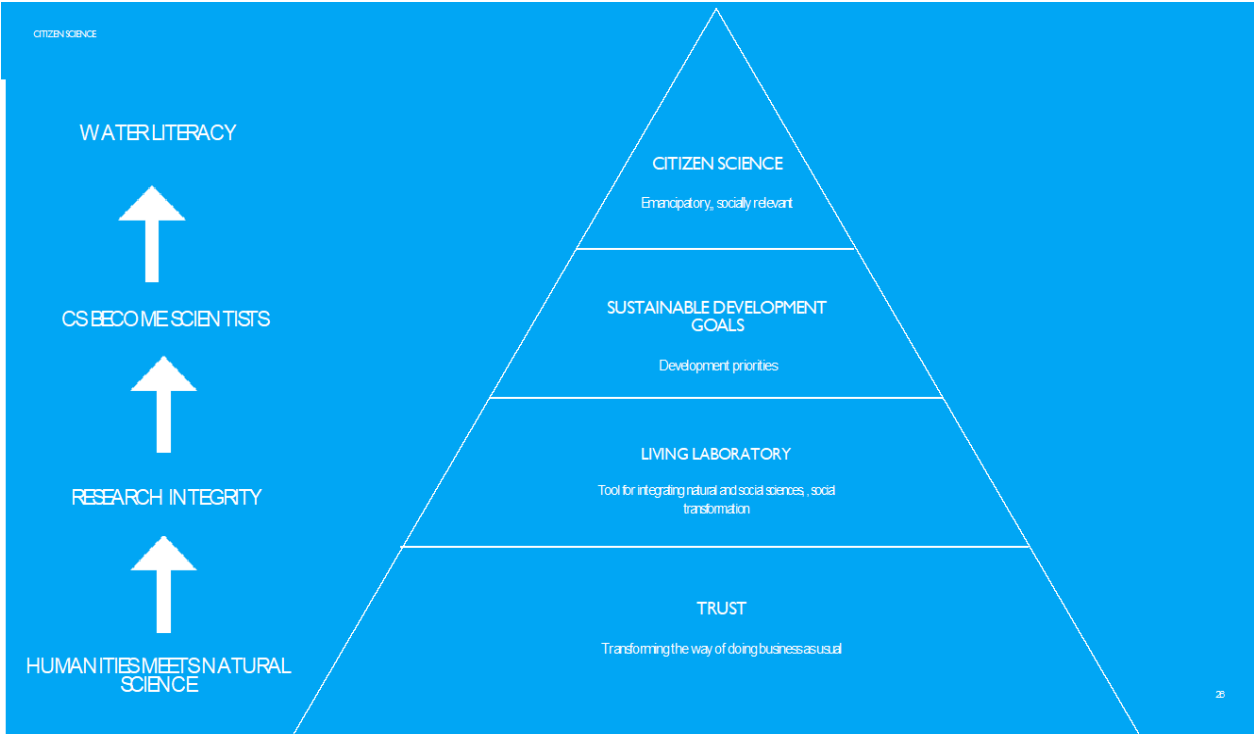 CITIZEN SCIENCE
WATER LITERACY
CS BECOME SCIENTISTS
RESEARCH INTEGRITY
HUMANITIES MEETS NATURAL
SCIENCE
CITIZEN SCIENCE
Emancipatory,, socially relevant
SUSTAINABLE DEVELOPMENT
GOALS
Development priorities
LIVING LABORATORY
Tool for integrating natural and social sciences, , social
transformation
TRUST
Transforming the way of doing business as usual
26